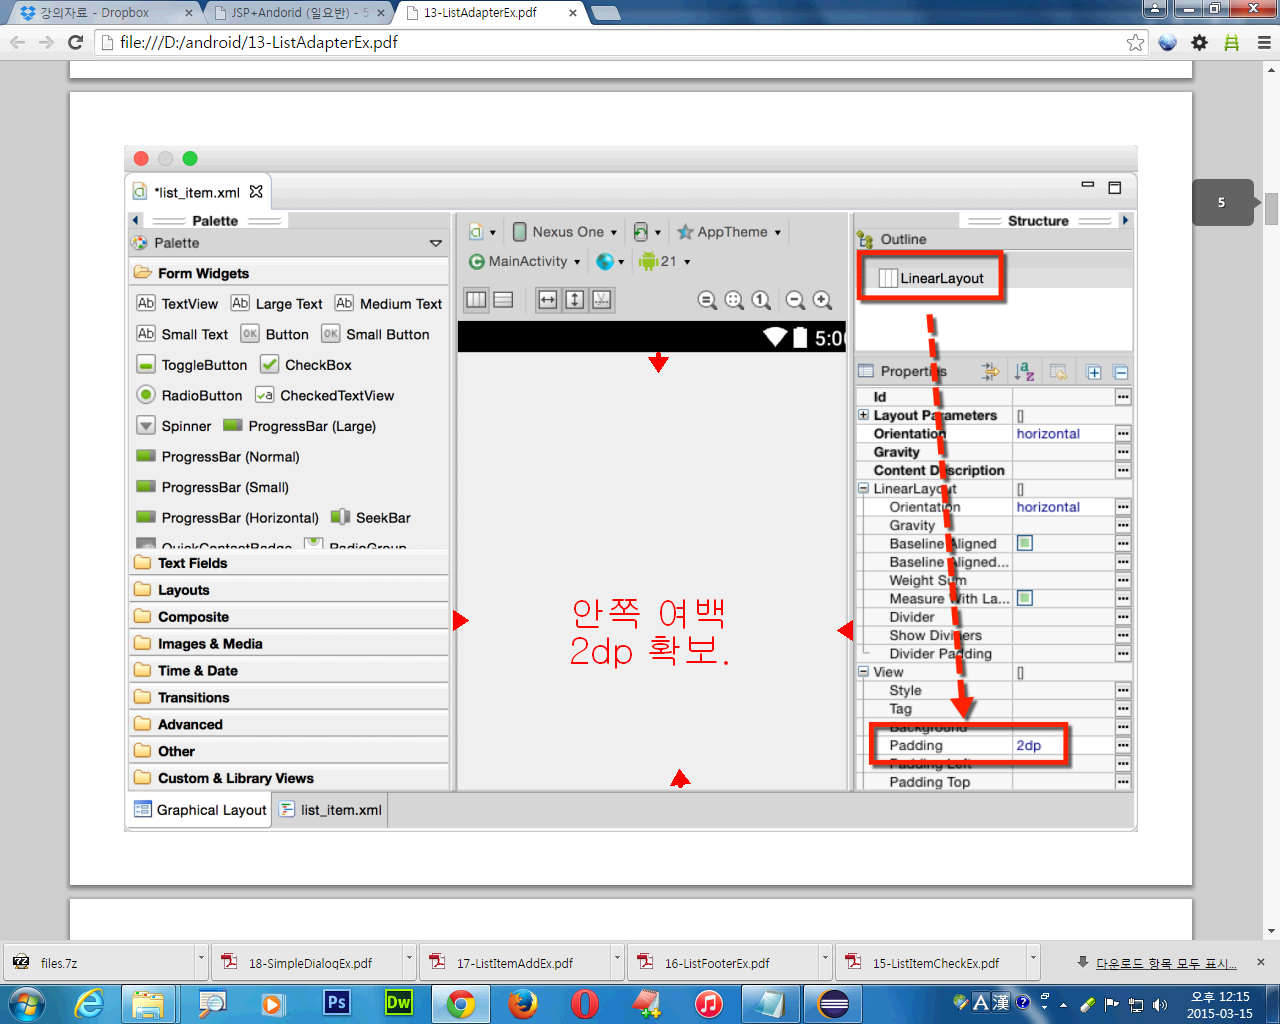 강의자료 - Dropbox
JSP+Andorid (일요반) - 5
13-ListAdapterEx.pdf
file:///D:/android/13-ListAdapterEx.pdf
5
*list_item.xml
Palette
Structure
Palette
Nexus One
AppTheme
Outline
MainActivity
21
LinearLayout
Form Widgets
TextView
Large Text
Medium Text
Small Text
Button
Small Button
ToggleButton
CheckBox
RadioButton
CheckedTextView
Spinner
ProgressBar (Large)
ProgressBar (Normal)
ProgressBar (Small)
ProgressBar (Horizontal)
SeekBar
QuickContactBadge
RadioGroup
Text Fields
Layouts
Composite
Images & Media
Time & Date
Transitions
Advanced
Other
Custom & Library Views
Graphical Layout
list_item.xml
5:0
안쪽 여백
2dp 확보.
Properties
Id
Layout Parameters []
Orientation horizontal
Gravity
Content Description
LinearLayout []
Orientation horizontal
Gravity
Baseline Aligned
Baseline Aligned...
Weight Sum
Measure With La...
Divider
Show Dividers
Divider Padding
View []
Style
Tag
Background
Padding 2dp
Padding Left
Padding Top
files.7z
18-SimpleDialogEx.pdf
17-ListItemAddEx.pdf
16-ListFooterEx.pdf
15-ListItemCheckEx.pdf
다운로드 항목 모두 표시...
Ps
Dw
A 漢
오후 12:15
2015-03-15